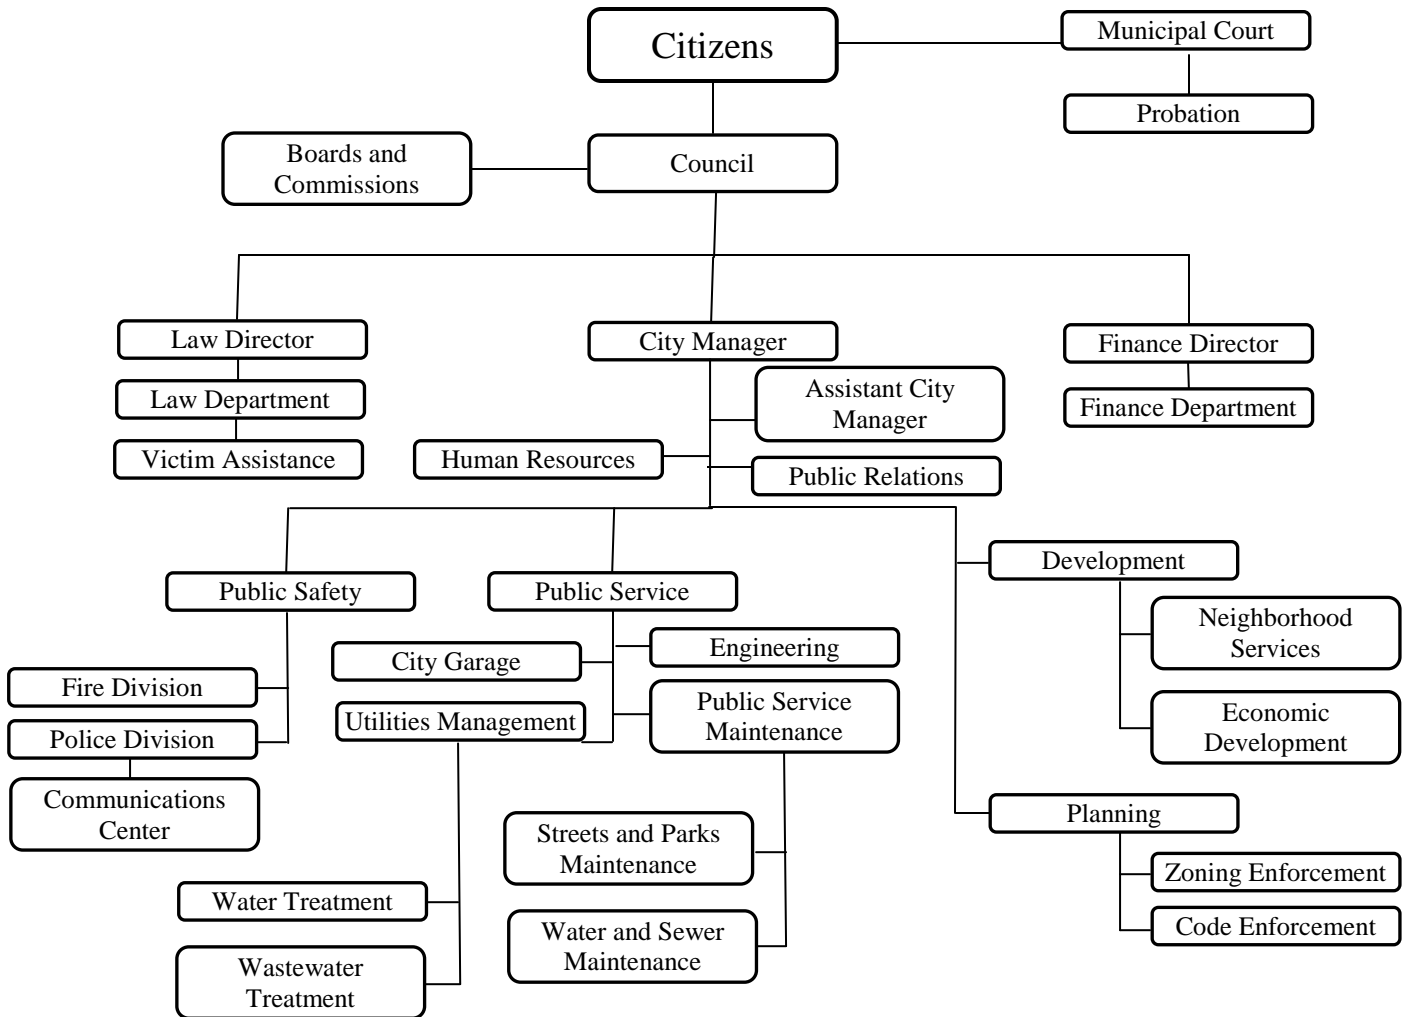 Citizens
Municipal Court
Probation
Boards and
Commissions
Council
Law Director
City Manager
Finance Director
Law Department
Assistant City
Manager
Finance Department
Victim Assistance
Human Resources
Public Relations
Public Safety
Public Service
Development
Neighborhood
Services
Engineering
City Garage
Fire Division
Utilities Management
Public Service
Maintenance
Police Division
Economic
Development
Communications
Center
Planning
Streets and Parks
Maintenance
Zoning Enforcement
Water Treatment
Code Enforcement
Water and Sewer
Maintenance
Wastewater
Treatment